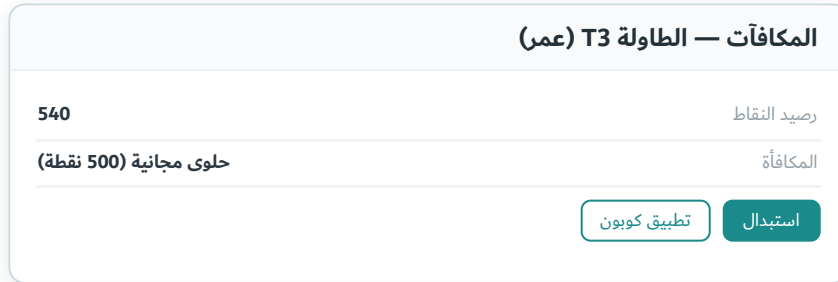 المكافآت — الطاولة T3 (عمر)
رصيد النقاط 540
المكافأة حلوى مجانية (500 نقطة)
استبدال تطبيق كوبون